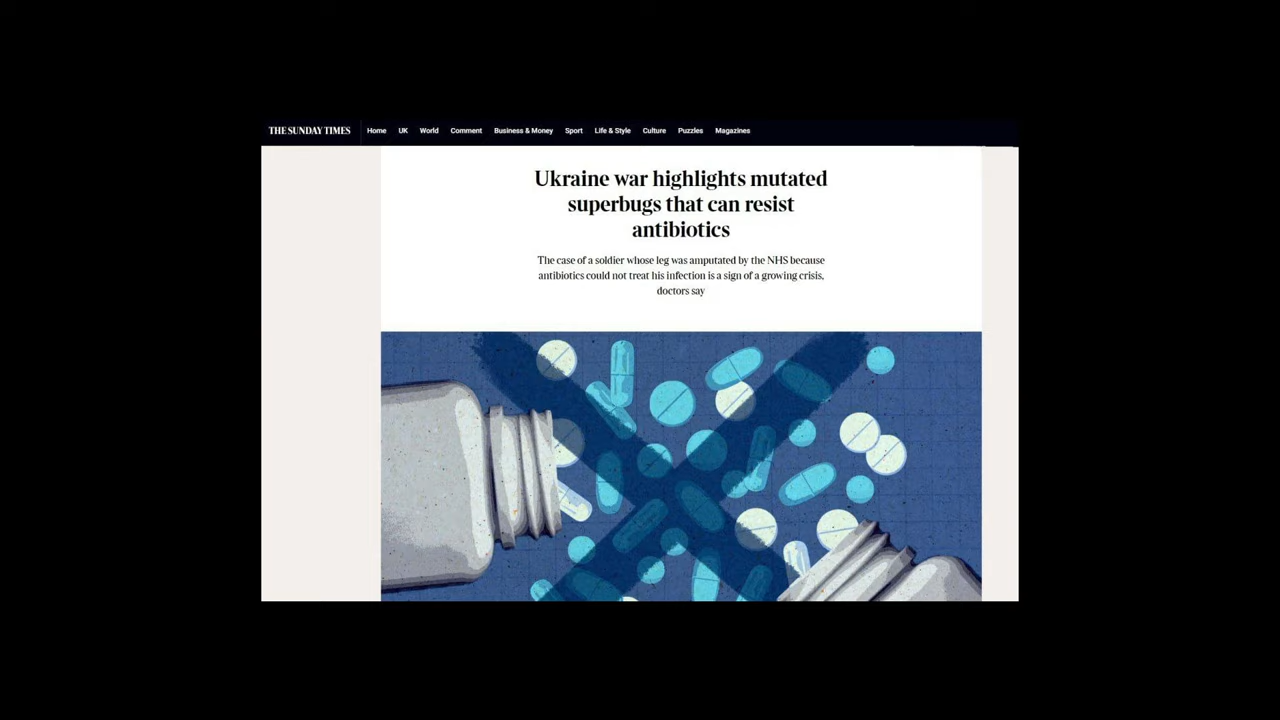 THE SUNDAY TIMES Home UK World Comment Business & Money Sport Life & Style Culture Puzzles Magazines
Ukraine war highlights mutated
superbugs that can resist
antibiotics
The case of a soldier whose leg was amputated by the NHS because
antibiotics could not treat his infection is a sign of a growing crisis,
doctors say